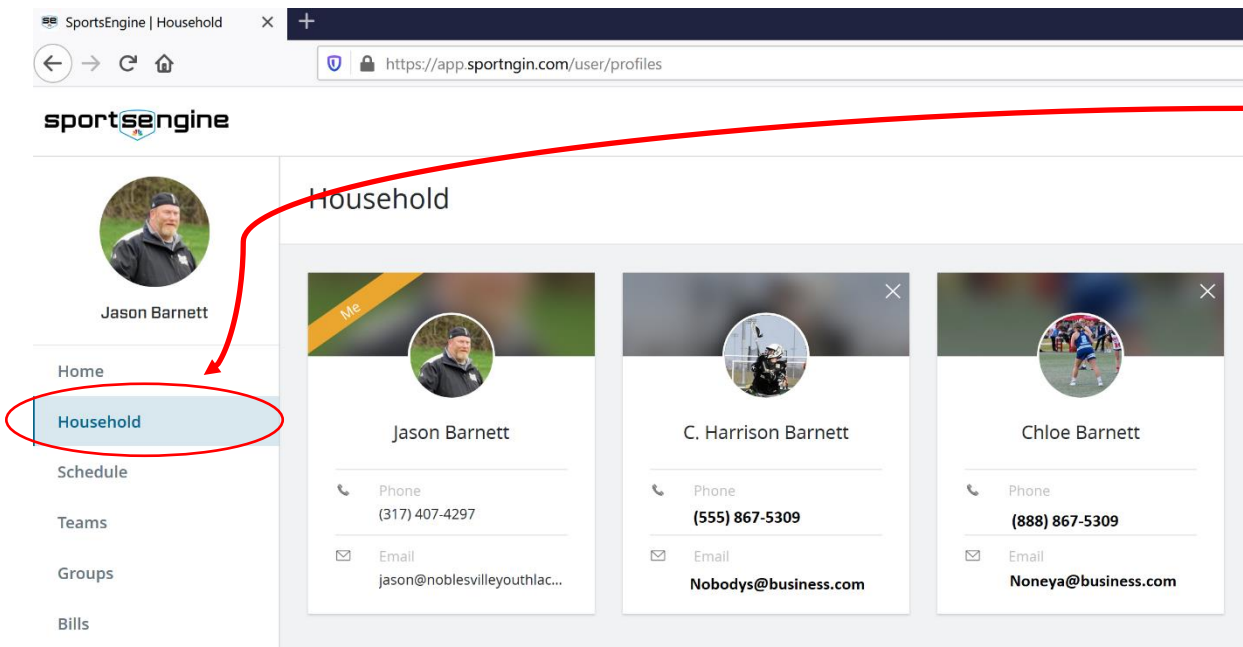 SportsEngine | Household
https://app.sportngin.com/user/profiles
sportsengine
Jason Barnett
Home
Household
Schedule
Teams
Groups
Bills
Household
Me
Jason Barnett
Phone
(317) 407-4297
Email
jason@noblesvilleyouthlac...
C. Harrison Barnett
Phone
(555) 867-5309
Email
Nobodys@business.com
Chloe Barnett
Phone
(888) 867-5309
Email
Noneya@business.com